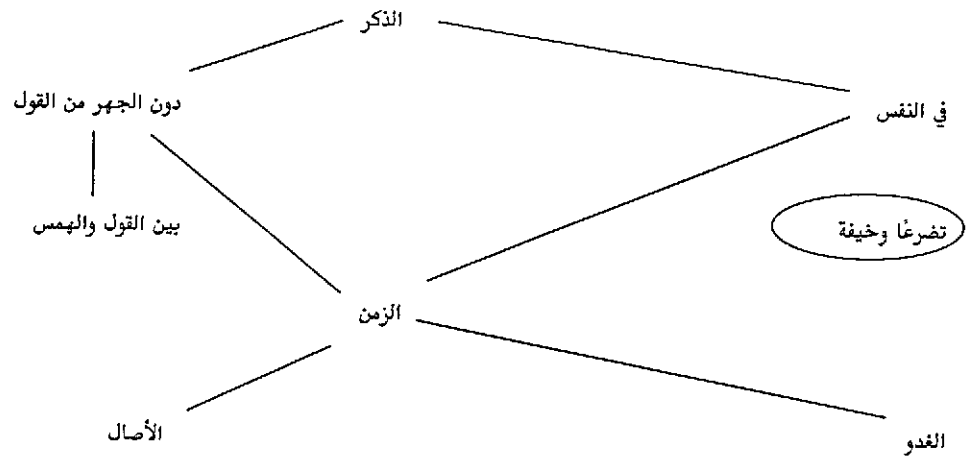 الذكر
في النفس
دون الجهر من القول
تضرعًا وخيفة
بين القول والهمس
الزمن
الغدو
الأصال